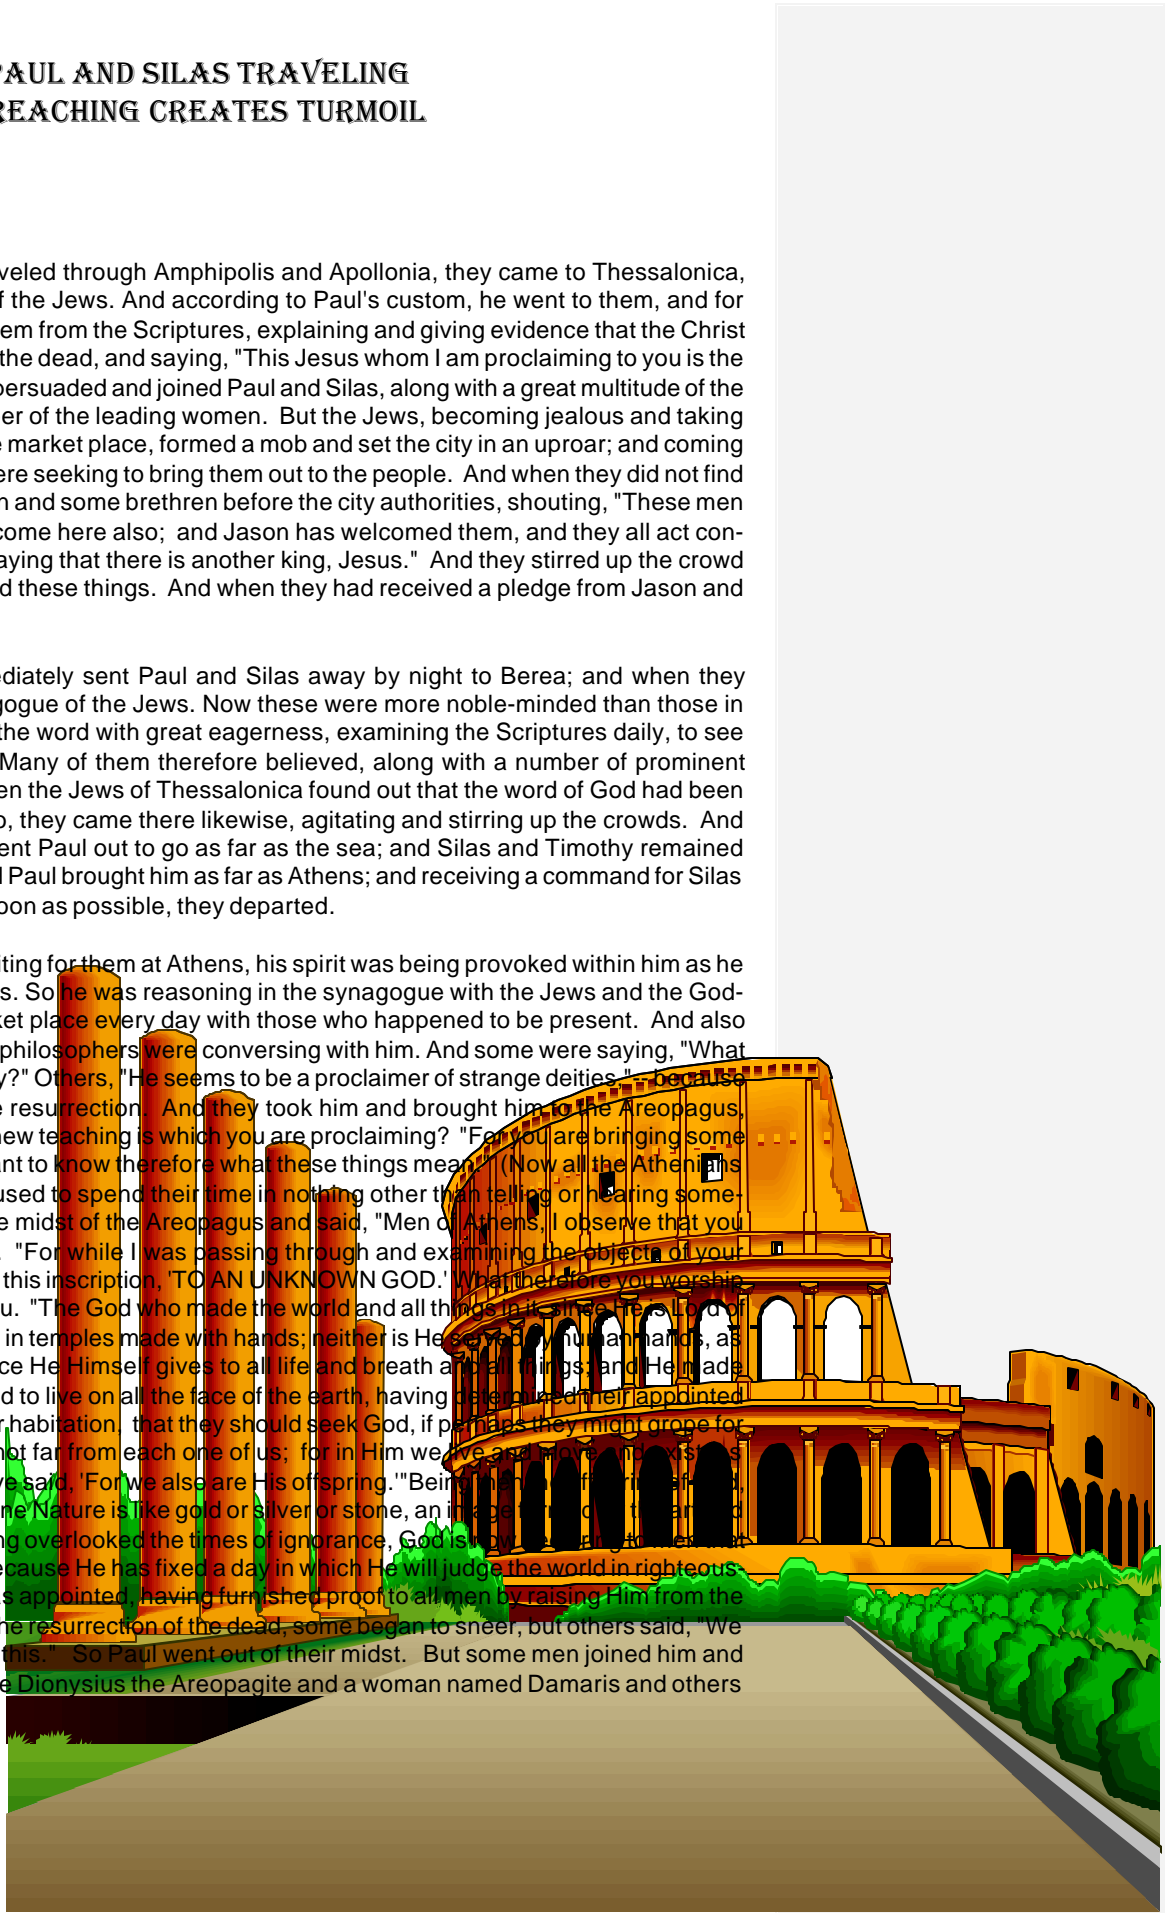 PAUL AND SILAS TRAVELING
REACHING CREATES TURMOIL
veled through Amphipolis and Apollonia, they came to Thessalonica,
f the Jews. And according to Paul's custom, he went to them, and for
em from the Scriptures, explaining and giving evidence that the Christ
the dead, and saying, "This Jesus whom I am proclaiming to you is the
persuaded and joined Paul and Silas, along with a great multitude of the
er of the leading women. But the Jews, becoming jealous and taking
e market place, formed a mob and set the city in an uproar; and coming
ere seeking to bring them out to the people. And when they did not find
n and some brethren before the city authorities, shouting, "These men
come here also; and Jason has welcomed them, and they all act con-
aying that there is another king, Jesus." And they stirred up the crowd
d these things. And when they had received a pledge from Jason and
ediately sent Paul and Silas away by night to Berea; and when they
gogue of the Jews. Now these were more noble-minded than those in
the word with great eagerness, examining the Scriptures daily, to see
Many of them therefore believed, along with a number of prominent
en the Jews of Thessalonica found out that the word of God had been
o, they came there likewise, agitating and stirring up the crowds. And
ent Paul out to go as far as the sea; and Silas and Timothy remained
d Paul brought him as far as Athens; and receiving a command for Silas
oon as possible, they departed.
iting for them at Athens, his spirit was being provoked within him as he
s. So he was reasoning in the synagogue with the Jews and the God-
ket place every day with those who happened to be present. And also
philosophers were conversing with him. And some were saying, "What
y?" Others, "He seems to be a proclaimer of strange deities,"--because
e resurrection. And they took him and brought him to the Areopagus,
new teaching is which you are proclaiming? "For you are bringing some
ant to know therefore what these things mean." (Now all the Athenians
used to spend their time in nothing other than telling or hearing some-
e midst of the Areopagus and said, "Men of Athens, I observe that you
. "For while I was passing through and examining the objects of your
this inscription, 'TO AN UNKNOWN GOD.' What therefore you worship
u. "The God who made the world and all things in it, since He is Lord of
in temples made with hands; neither is He served by human hands, as
ce He Himself gives to all life and breath and all things; and He made
d to live on all the face of the earth, having determined their appointed
r habitation, that they should seek God, if perhaps they might grope for
not far from each one of us; for in Him we live and move and exist, as
ve said, 'For we also are His offspring.'"Being then the offspring of God,
ne Nature is like gold or silver or stone, an image formed by the art and
ng overlooked the times of ignorance, God is now declaring to men that
ecause He has fixed a day in which He will judge the world in righteous-
s appointed, having furnished proof to all men by raising Him from the
he resurrection of the dead, some began to sneer, but others said, "We
this." So Paul went out of their midst. But some men joined him and
e Dionysius the Areopagite and a woman named Damaris and others